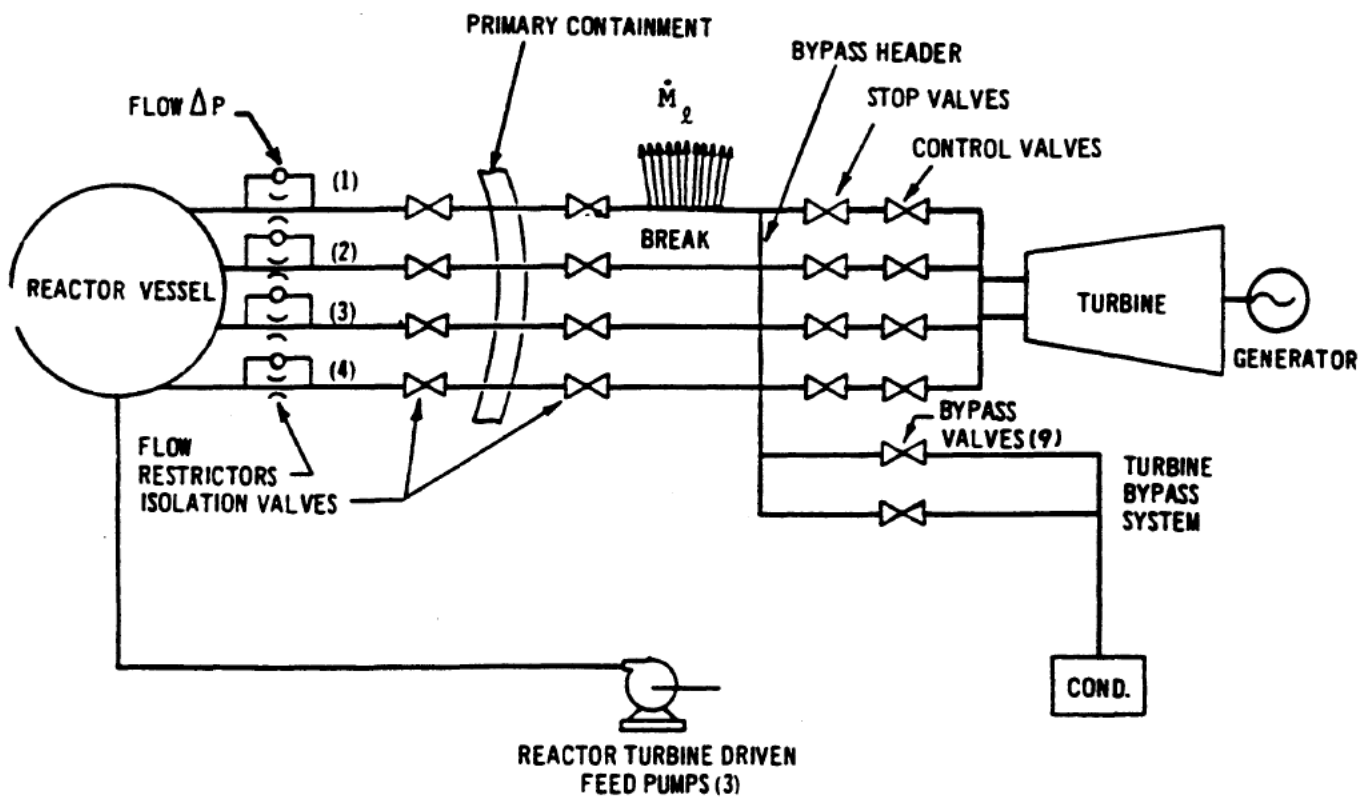 PRIMARY CONTAINMENT
BYPASS HEADER
FLOW ΔP
Ṁℓ
STOP VALVES
CONTROL VALVES
(1)
BREAK
(2)
REACTOR VESSEL
(3)
TURBINE
(4)
GENERATOR
FLOW
RESTRICTORS
ISOLATION VALVES
BYPASS
VALVES (9)
TURBINE
BYPASS
SYSTEM
COND.
REACTOR TURBINE DRIVEN
FEED PUMPS (3)